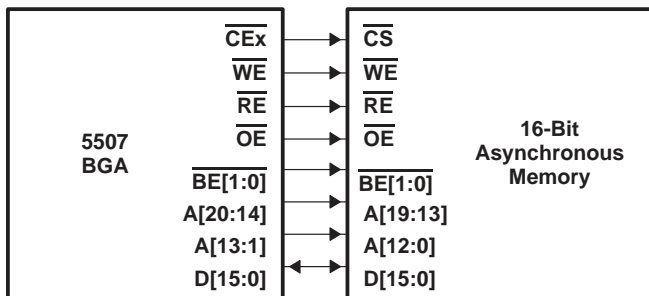 CEx
CS
WE
WE
RE
RE
OE
OE
5507
BGA
16-Bit
Asynchronous
Memory
BE[1:0]
BE[1:0]
A[20:14]
A[19:13]
A[13:1]
A[12:0]
D[15:0]
D[15:0]